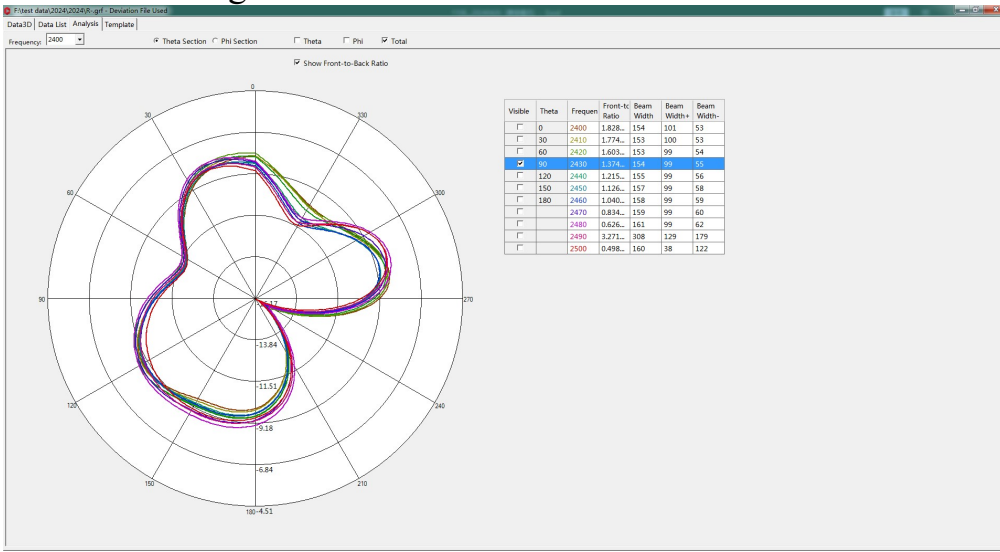 F:\test data\2024\2024\R-.grf - Deviation File Used
Data3D Data List Analysis Template
Frequency: 2400 Theta Section Phi Section Theta Phi Total
Show Front-to-Back Ratio
0
30 330
60 300
90 270
120 240
150 210
180
-13.84
-11.51
-9.18
-6.84
-4.51
Visible Theta Frequen Front-tc Ratio Beam Width Beam Width+ Beam Width-
0 2400 1.828... 154 101 53
30 2410 1.774... 153 100 53
60 2420 1.603... 153 99 54
90 2430 1.374... 154 99 55
120 2440 1.215... 155 99 56
150 2450 1.126... 157 99 58
180 2460 1.040... 158 99 59
2470 0.834... 159 99 60
2480 0.626... 161 99 62
2490 3.271... 308 129 179
2500 0.498... 160 38 122